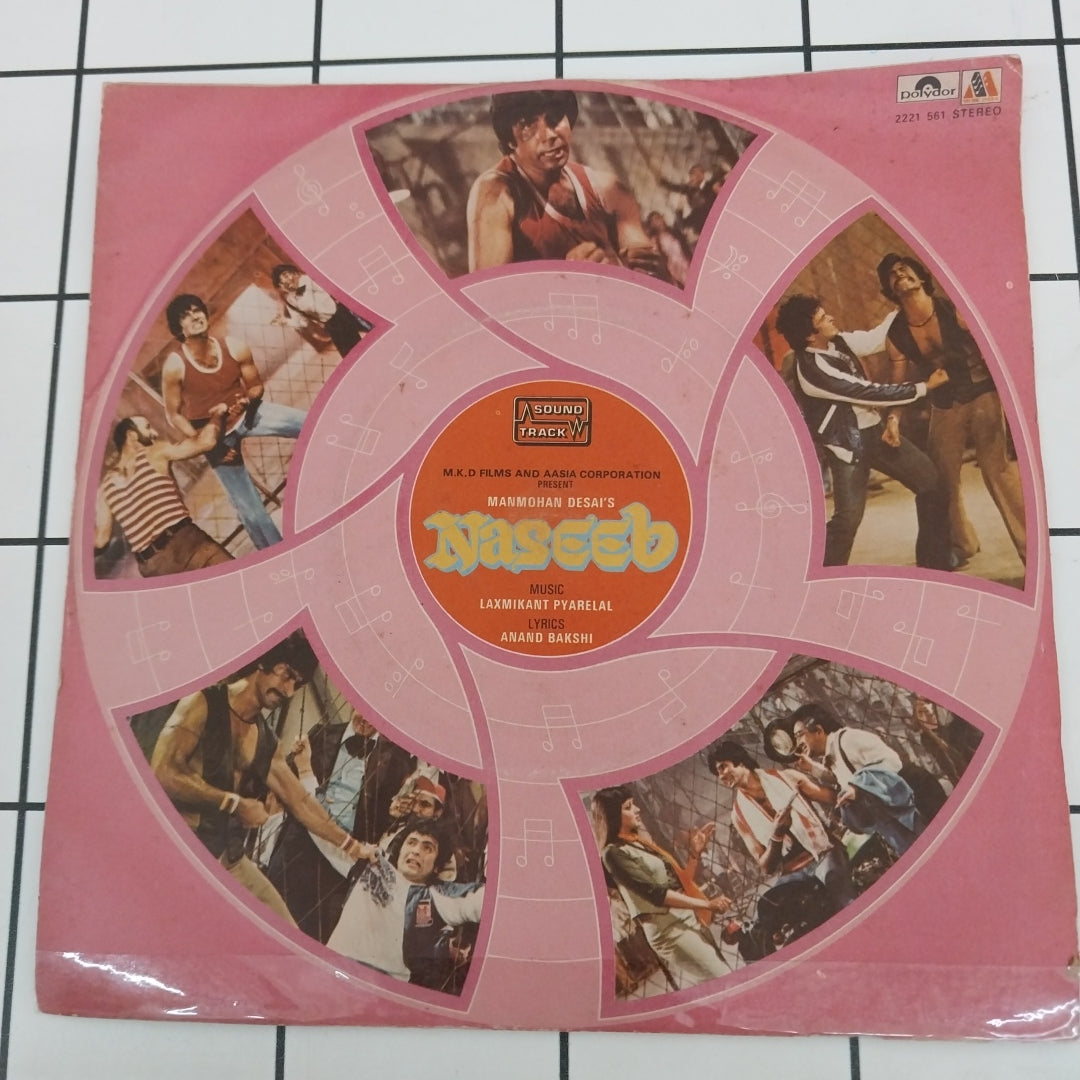 polydor
2221 561 STEREO
SOUND
TRACK
M.K.D FILMS AND AASIA CORPORATION
PRESENT
MANMOHAN DESAI'S
Naseeb
MUSIC
LAXMIKANT PYARELAL
LYRICS
ANAND BAKSHI